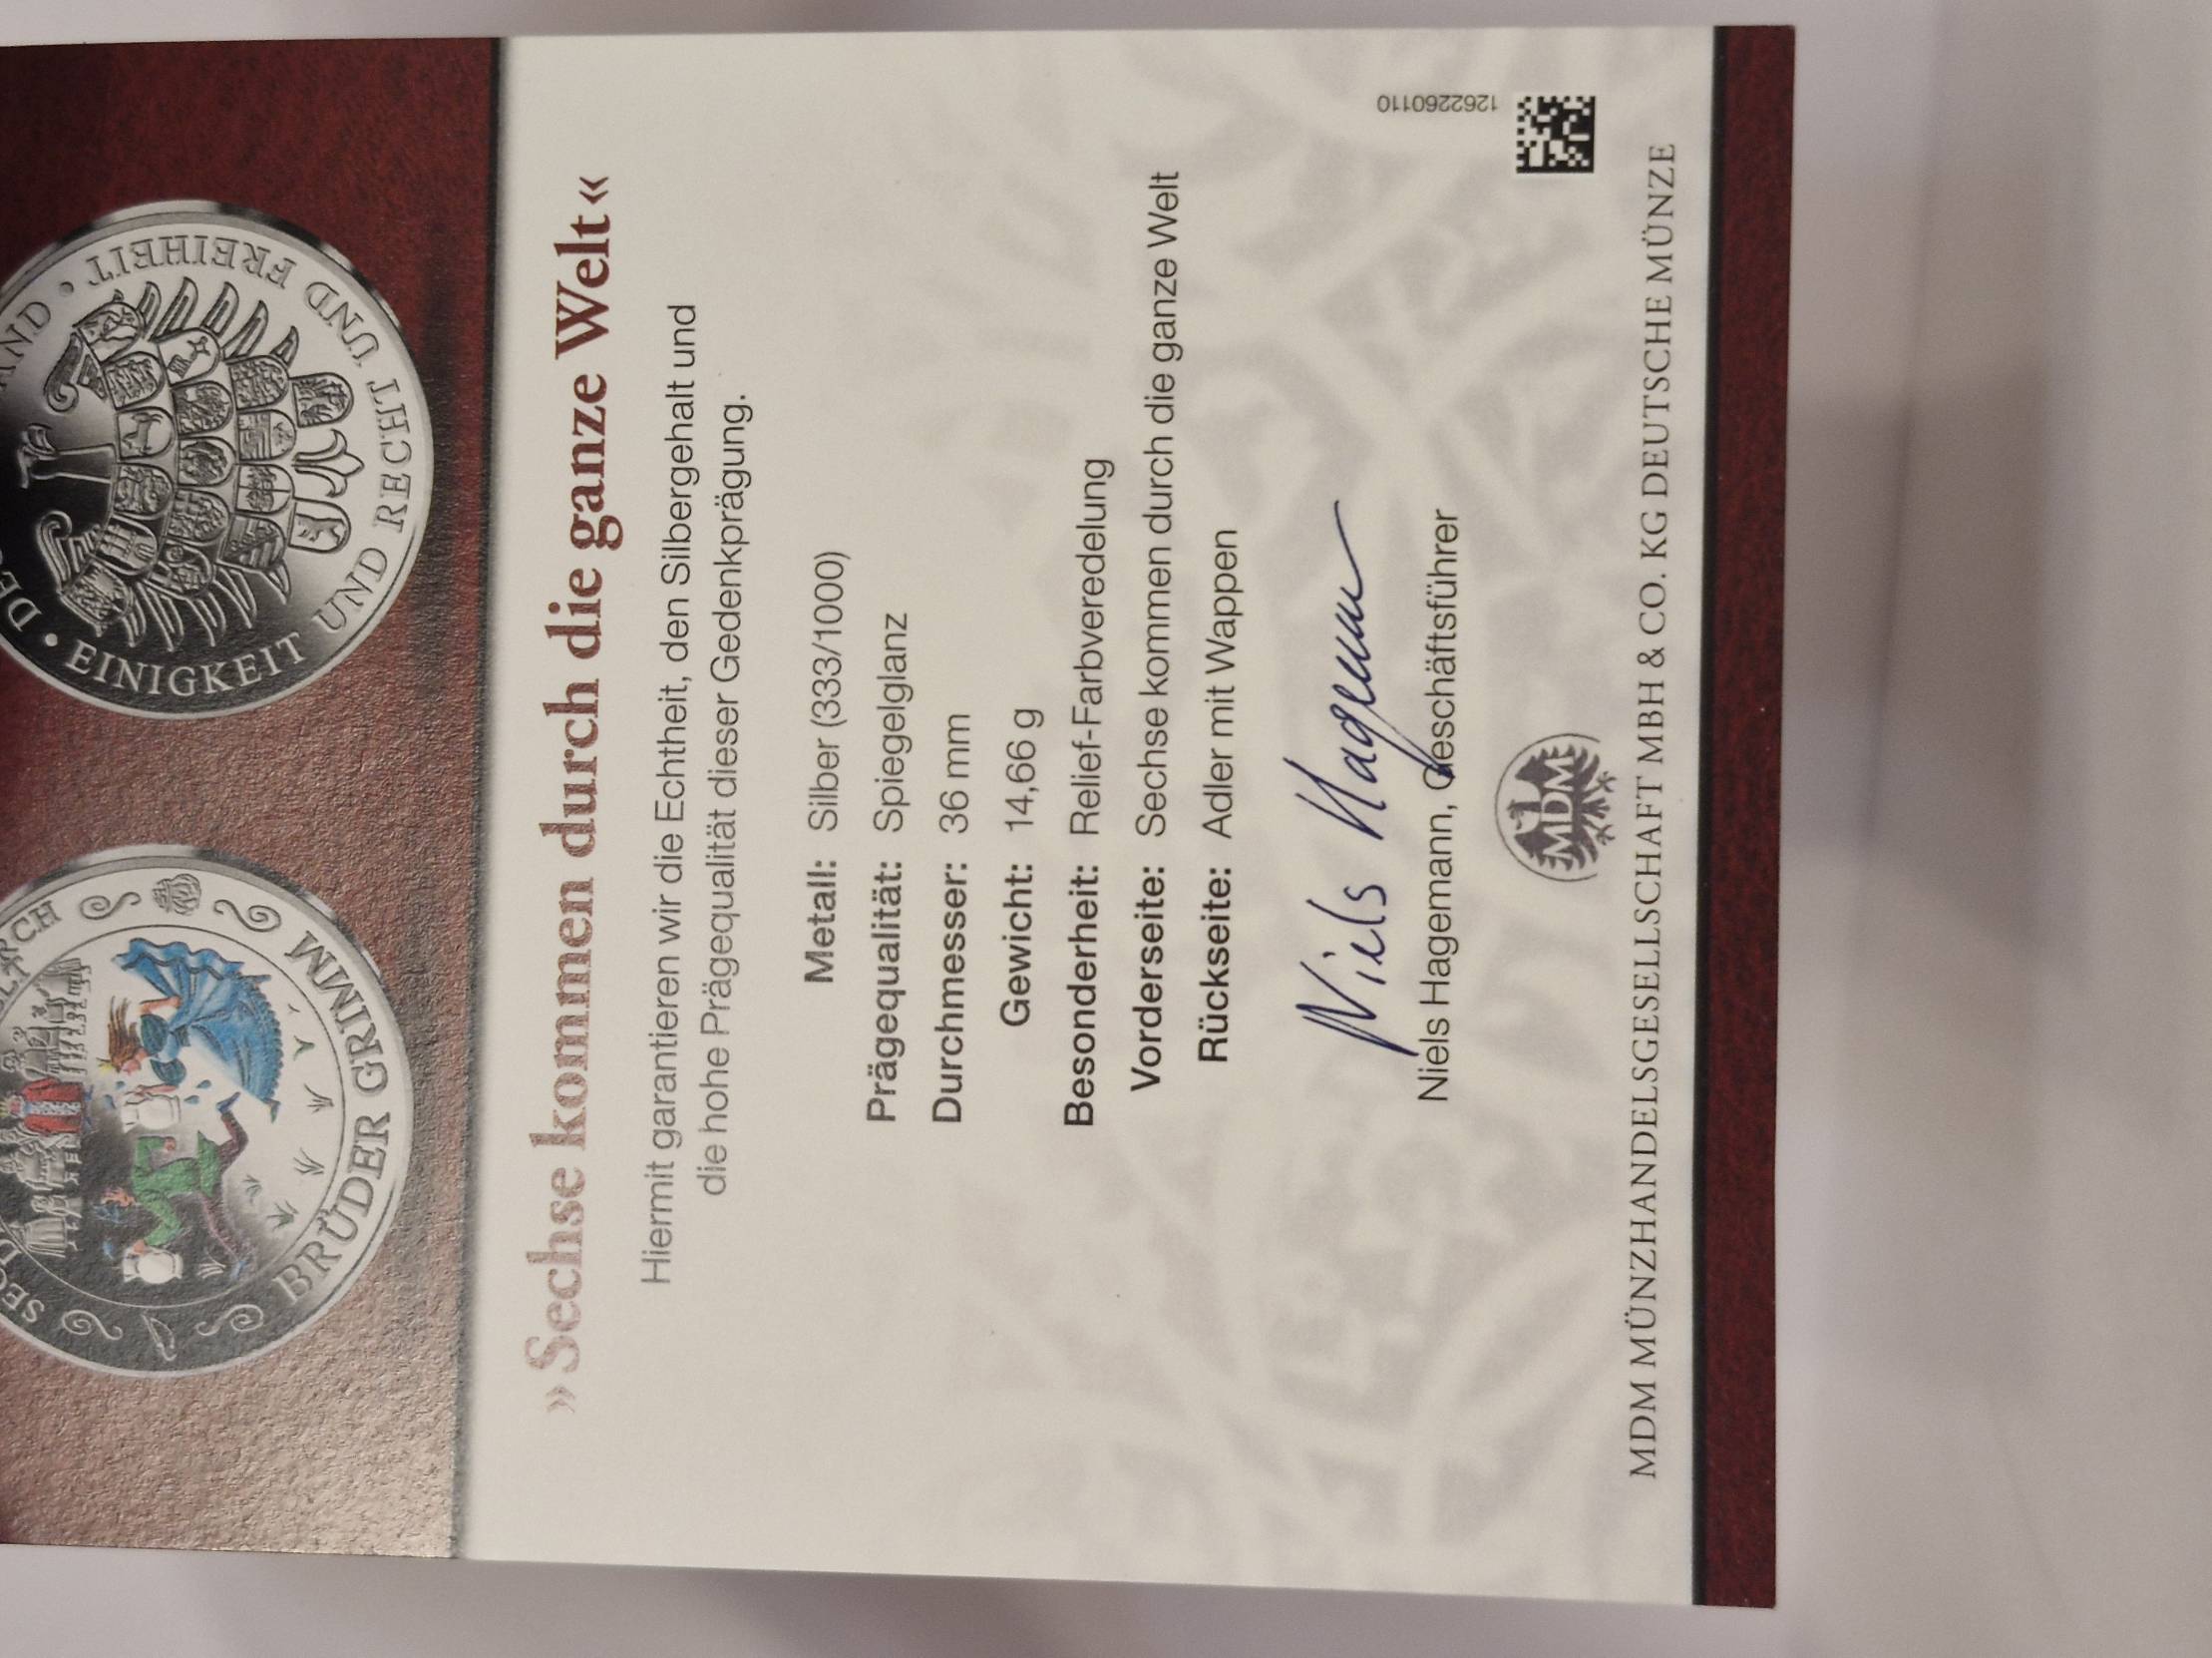 BRÜDER GRIMM
• EINIGKEIT UND RECHT UND FREIHEIT •
»Sechse kommen durch die ganze Welt«
Hiermit garantieren wir die Echtheit, den Silbergehalt und
die hohe Prägequalität dieser Gedenkprägung.
Metall: Silber (333/1000)
Prägequalität: Spiegelglanz
Durchmesser: 36 mm
Gewicht: 14,66 g
Besonderheit: Relief-Farbveredelung
Vorderseite: Sechse kommen durch die ganze Welt
Rückseite: Adler mit Wappen
Niels Hagemann
Niels Hagemann, Geschäftsführer
1262260110
MDM
MDM MÜNZHANDELSGESELLSCHAFT MBH & CO. KG DEUTSCHE MÜNZE